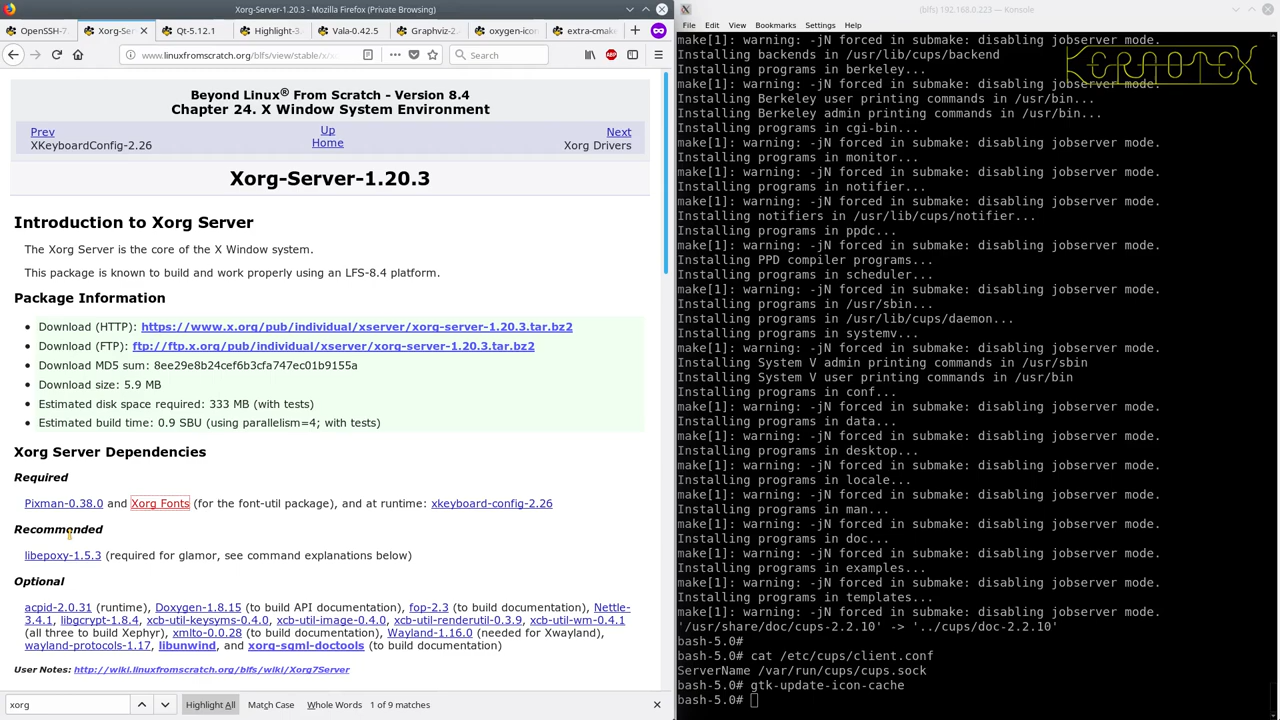 Xorg-Server-1.20.3 - Mozilla Firefox (Private Browsing)
OpenSSH-7
Xorg-Ser
Qt-5.12.1
Highlight-3.
Vala-0.42.5
Graphviz-2.
oxygen-icon
extra-cmake
www.linuxfromscratch.org/blfs/view/stable/x/x
Search
Beyond Linux® From Scratch - Version 8.4
Chapter 24. X Window System Environment
Prev
Up
Next
XKeyboardConfig-2.26
Home
Xorg Drivers
Xorg-Server-1.20.3
Introduction to Xorg Server
The Xorg Server is the core of the X Window system.
This package is known to build and work properly using an LFS-8.4 platform.
Package Information
Download (HTTP): https://www.x.org/pub/individual/xserver/xorg-server-1.20.3.tar.bz2
Download (FTP): ftp://ftp.x.org/pub/individual/xserver/xorg-server-1.20.3.tar.bz2
Download MD5 sum: 8ee29e8b24cef6b3cfa747ec01b9155a
Download size: 5.9 MB
Estimated disk space required: 333 MB (with tests)
Estimated build time: 0.9 SBU (using parallelism=4; with tests)
Xorg Server Dependencies
Required
Pixman-0.38.0 and Xorg Fonts (for the font-util package), and at runtime: xkeyboard-config-2.26
Recommended
libepoxy-1.5.3 (required for glamor, see command explanations below)
Optional
acpid-2.0.31 (runtime), Doxygen-1.8.15 (to build API documentation), fop-2.3 (to build documentation), Nettle-
3.4.1, libgcrypt-1.8.4, xcb-util-keysyms-0.4.0, xcb-util-image-0.4.0, xcb-util-renderutil-0.3.9, xcb-util-wm-0.4.1
(all three to build Xephyr), xmlto-0.0.28 (to build documentation), Wayland-1.16.0 (needed for Xwayland),
wayland-protocols-1.17, libunwind, and xorg-sgml-doctools (to build documentation)
User Notes: http://wiki.linuxfromscratch.org/blfs/wiki/Xorg7Server
xorg
Highlight All
Match Case
Whole Words
1 of 9 matches
(blfs) 192.168.0.223 — Konsole
File Edit View Bookmarks Settings Help
make[1]: warning: -jN forced in submake: disabling jobserver mode.
Installing backends in /usr/lib/cups/backend
Installing programs in berkeley...
make[1]: warning: -jN forced in submake: disabling jobserver mode.
Installing Berkeley user printing commands in /usr/bin...
Installing Berkeley admin printing commands in /usr/bin...
Installing programs in cgi-bin...
make[1]: warning: -jN forced in submake: disabling jobserver mode.
Installing programs in monitor...
make[1]: warning: -jN forced in submake: disabling jobserver mode.
Installing programs in notifier...
make[1]: warning: -jN forced in submake: disabling jobserver mode.
Installing notifiers in /usr/lib/cups/notifier...
Installing programs in ppdc...
make[1]: warning: -jN forced in submake: disabling jobserver mode.
Installing PPD compiler programs...
Installing programs in scheduler...
make[1]: warning: -jN forced in submake: disabling jobserver mode.
Installing programs in /usr/sbin...
Installing programs in /usr/lib/cups/daemon...
Installing programs in systemv...
make[1]: warning: -jN forced in submake: disabling jobserver mode.
Installing System V admin printing commands in /usr/sbin
Installing System V user printing commands in /usr/bin
Installing programs in conf...
make[1]: warning: -jN forced in submake: disabling jobserver mode.
Installing programs in data...
make[1]: warning: -jN forced in submake: disabling jobserver mode.
Installing programs in desktop...
make[1]: warning: -jN forced in submake: disabling jobserver mode.
Installing programs in locale...
make[1]: warning: -jN forced in submake: disabling jobserver mode.
Installing programs in man...
make[1]: warning: -jN forced in submake: disabling jobserver mode.
Installing programs in doc...
make[1]: warning: -jN forced in submake: disabling jobserver mode.
Installing programs in examples...
make[1]: warning: -jN forced in submake: disabling jobserver mode.
Installing programs in templates...
make[1]: warning: -jN forced in submake: disabling jobserver mode.
'/usr/share/doc/cups-2.2.10' -> '../cups/doc-2.2.10'
bash-5.0#
bash-5.0# cat /etc/cups/client.conf
ServerName /var/run/cups/cups.sock
bash-5.0# gtk-update-icon-cache
bash-5.0#